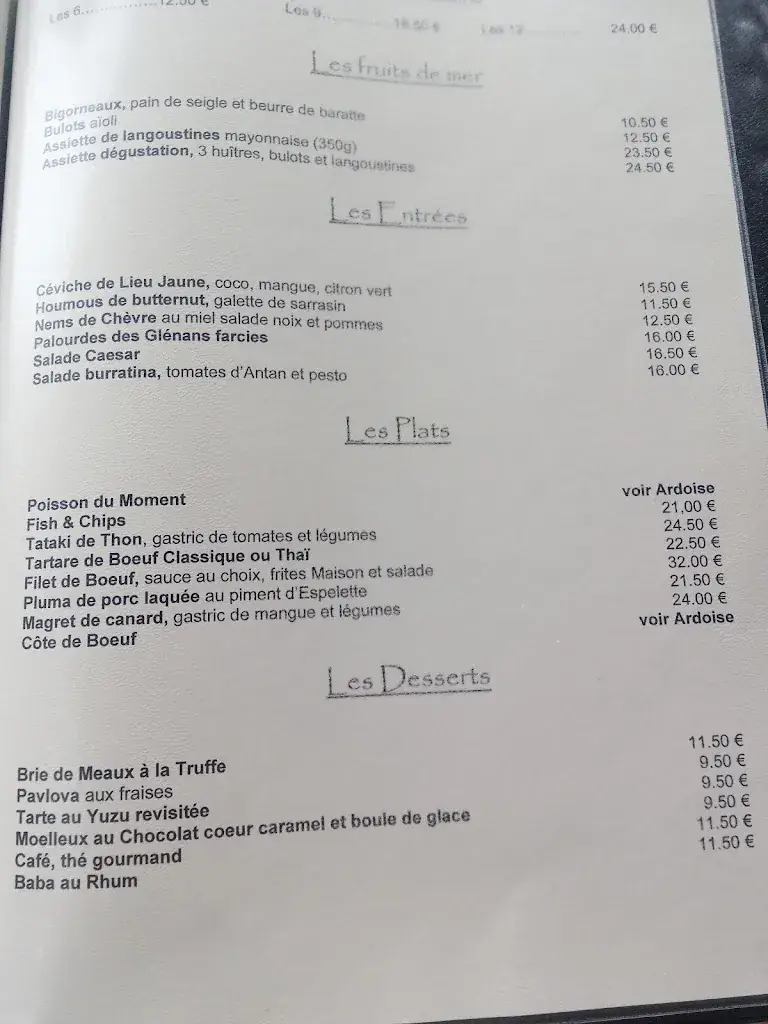 Les 6.................12.50 €
Les 9.... 18.50 €
Les 12 24.00 €
Les fruits de mer
Bigorneaux, pain de seigle et beurre de baratte 10.50 €
Bulots aïoli 12.50 €
Assiette de langoustines mayonnaise (350g) 23.50 €
Assiette dégustation, 3 huîtres, bulots et langoustines 24.50 €
Les Entrées
Céviche de Lieu Jaune, coco, mangue, citron vert 15.50 €
Houmous de butternut, galette de sarrasin 11.50 €
Nems de Chèvre au miel salade noix et pommes 12.50 €
Palourdes des Glénans farcies 16.00 €
Salade Caesar 16.50 €
Salade burratina, tomates d'Antan et pesto 16.00 €
Les Plats
Poisson du Moment voir Ardoise
Fish & Chips 21,00 €
Tataki de Thon, gastric de tomates et légumes 24.50 €
Tartare de Boeuf Classique ou Thaï 22.50 €
Filet de Boeuf, sauce au choix, frites Maison et salade 32.00 €
Pluma de porc laquée au piment d'Espelette 21.50 €
Magret de canard, gastric de mangue et légumes 24.00 €
Côte de Boeuf voir Ardoise
Les Desserts
Brie de Meaux à la Truffe 11.50 €
Pavlova aux fraises 9.50 €
Tarte au Yuzu revisitée 9.50 €
Moelleux au Chocolat coeur caramel et boule de glace 9.50 €
Café, thé gourmand 11.50 €
Baba au Rhum 11.50 €